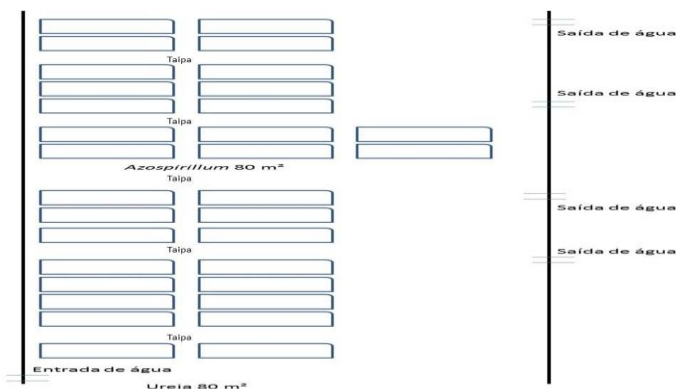 Saída de água
Taipa
Saída de água
Taipa
Azospirillum 80 m²
Taipa
Saída de água
Taipa
Saída de água
Taipa
Entrada de água
Ureia 80 m²